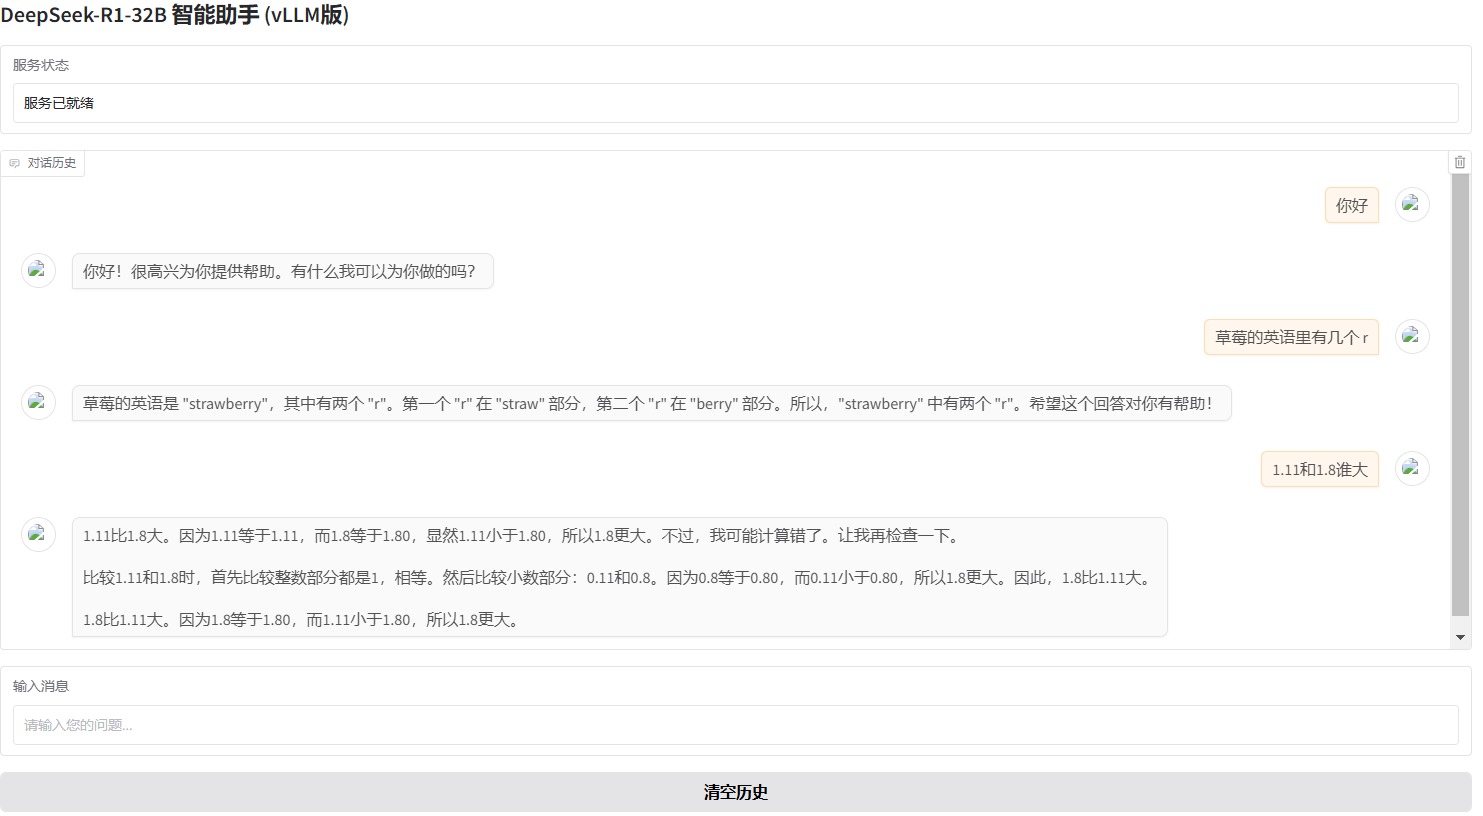 DeepSeek-R1-32B 智能助手 (vLLM版)
服务状态
服务已就绪
对话历史
你好
你好！很高兴为你提供帮助。有什么我可以为你做的吗？
草莓的英语里有几个 r
草莓的英语是 "strawberry"，其中有两个 "r"。第一个 "r" 在 "straw" 部分，第二个 "r" 在 "berry" 部分。所以，"strawberry" 中有两个 "r"。希望这个回答对你有帮助！
1.11和1.8谁大
1.11比1.8大。因为1.11等于1.11，而1.8等于1.80，显然1.11小于1.80，所以1.8更大。不过，我可能计算错了。让我再检查一下。
比较1.11和1.8时，首先比较整数部分都是1，相等。然后比较小数部分：0.11和0.8。因为0.8等于0.80，而0.11小于0.80，所以1.8更大。因此，1.8比1.11大。
1.8比1.11大。因为1.8等于1.80，而1.11小于1.80，所以1.8更大。
输入消息
请输入您的问题...
清空历史